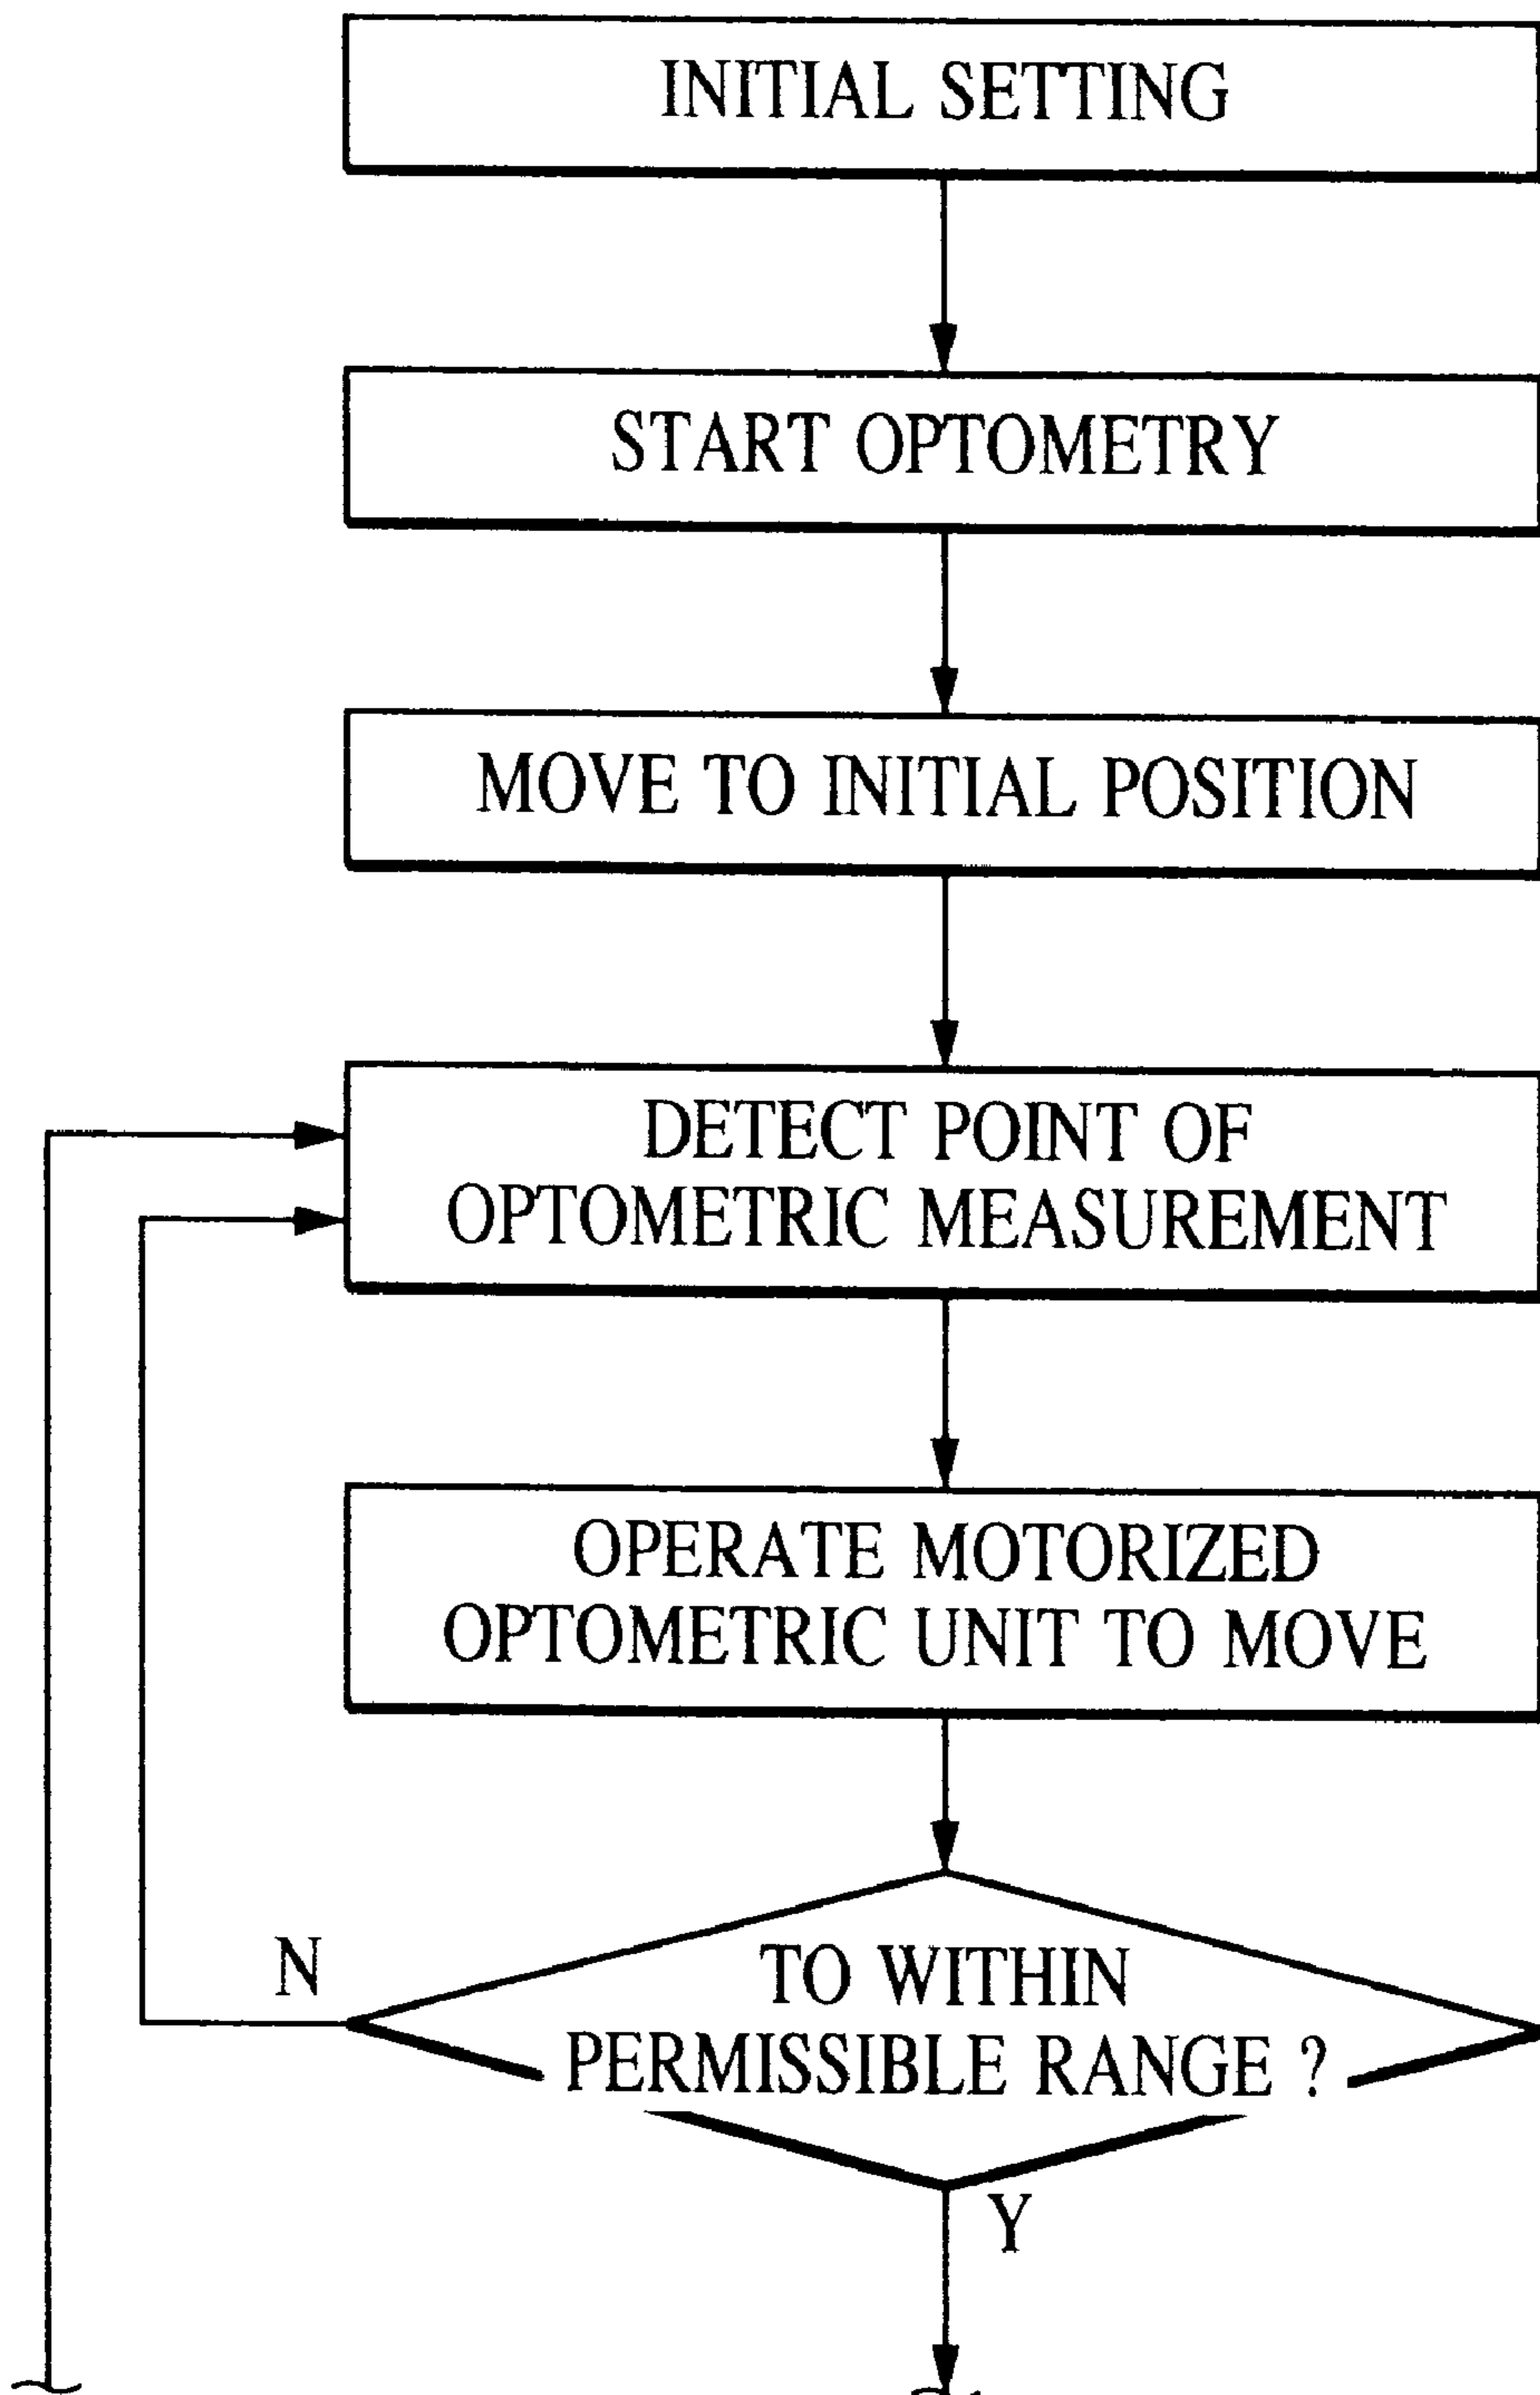 INITIAL SETTING
START OPTOMETRY
MOVE TO INITIAL POSITION
DETECT POINT OF
OPTOMETRIC MEASUREMENT
OPERATE MOTORIZED
OPTOMETRIC UNIT TO MOVE
N
TO WITHIN
PERMISSIBLE RANGE ?
Y